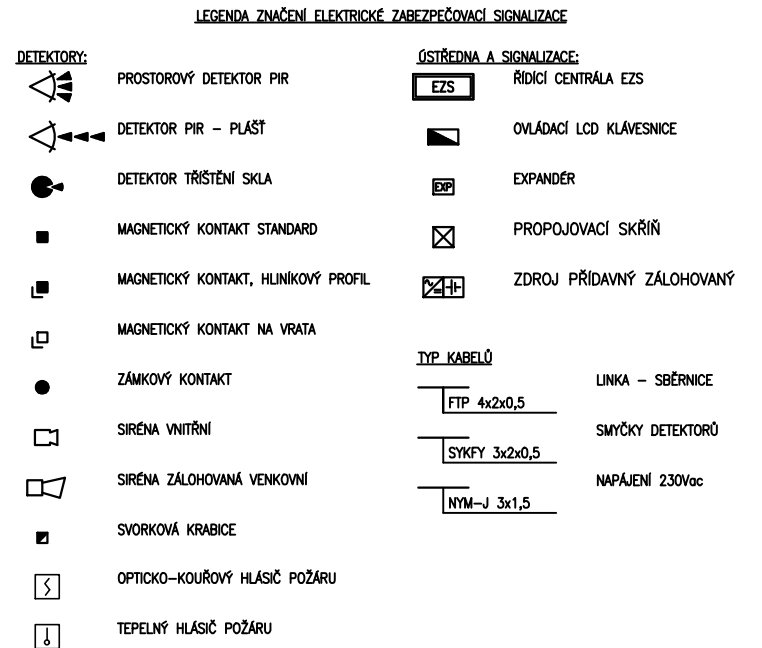 LEGENDA ZNAČENÍ ELEKTRICKÉ ZABEZPEČOVACÍ SIGNALIZACE
DETEKTORY:
PROSTOROVÝ DETEKTOR PIR
DETEKTOR PIR – PLÁŠŤ
DETEKTOR TŘÍŠTĚNÍ SKLA
MAGNETICKÝ KONTAKT STANDARD
MAGNETICKÝ KONTAKT, HLINÍKOVÝ PROFIL
MAGNETICKÝ KONTAKT NA VRATA
ZÁMKOVÝ KONTAKT
SIRÉNA VNITŘNÍ
SIRÉNA ZÁLOHOVANÁ VENKOVNÍ
SVORKOVÁ KRABICE
OPTICKO–KOUŘOVÝ HLÁSIČ POŽÁRU
TEPELNÝ HLÁSIČ POŽÁRU
ÚSTŘEDNA A SIGNALIZACE:
EZS ŘÍDÍCÍ CENTRÁLA EZS
OVLÁDACÍ LCD KLÁVESNICE
EXP EXPANDÉR
PROPOJOVACÍ SKŘÍŇ
ZDROJ PŘÍDAVNÝ ZÁLOHOVANÝ
TYP KABELŮ
FTP 4x2x0,5 LINKA – SBĚRNICE
SYKFY 3x2x0,5 SMYČKY DETEKTORŮ
NYM–J 3x1,5 NAPÁJENÍ 230Vac